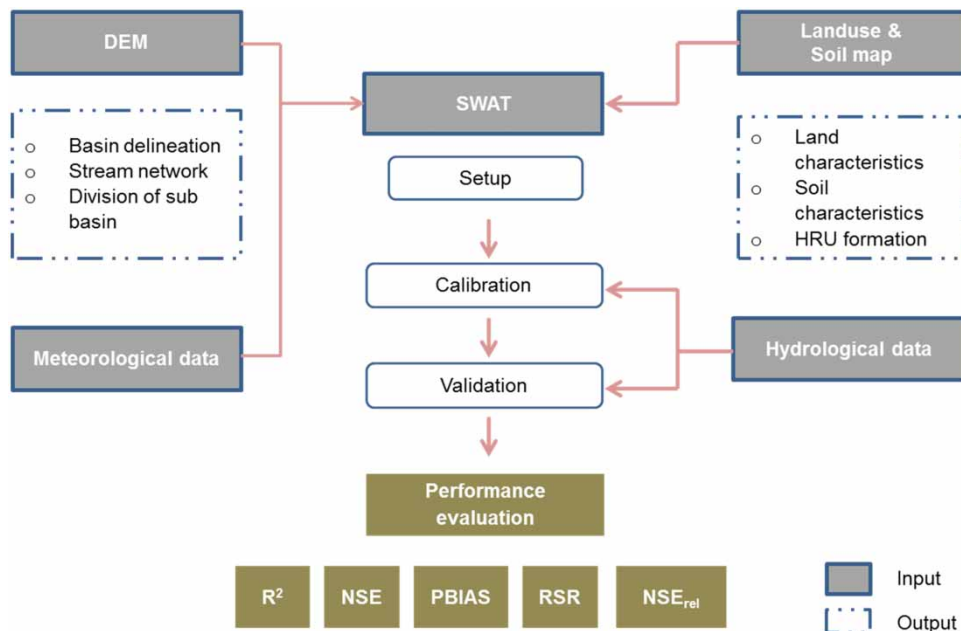 DEM
Landuse &
Soil map
SWAT
o Basin delineation
o Stream network
o Division of sub
basin
o Land
characteristics
o Soil
characteristics
o HRU formation
Setup
Calibration
Meteorological data
Hydrological data
Validation
Performance
evaluation
R²
NSE
PBIAS
RSR
NSErel
Input
Output